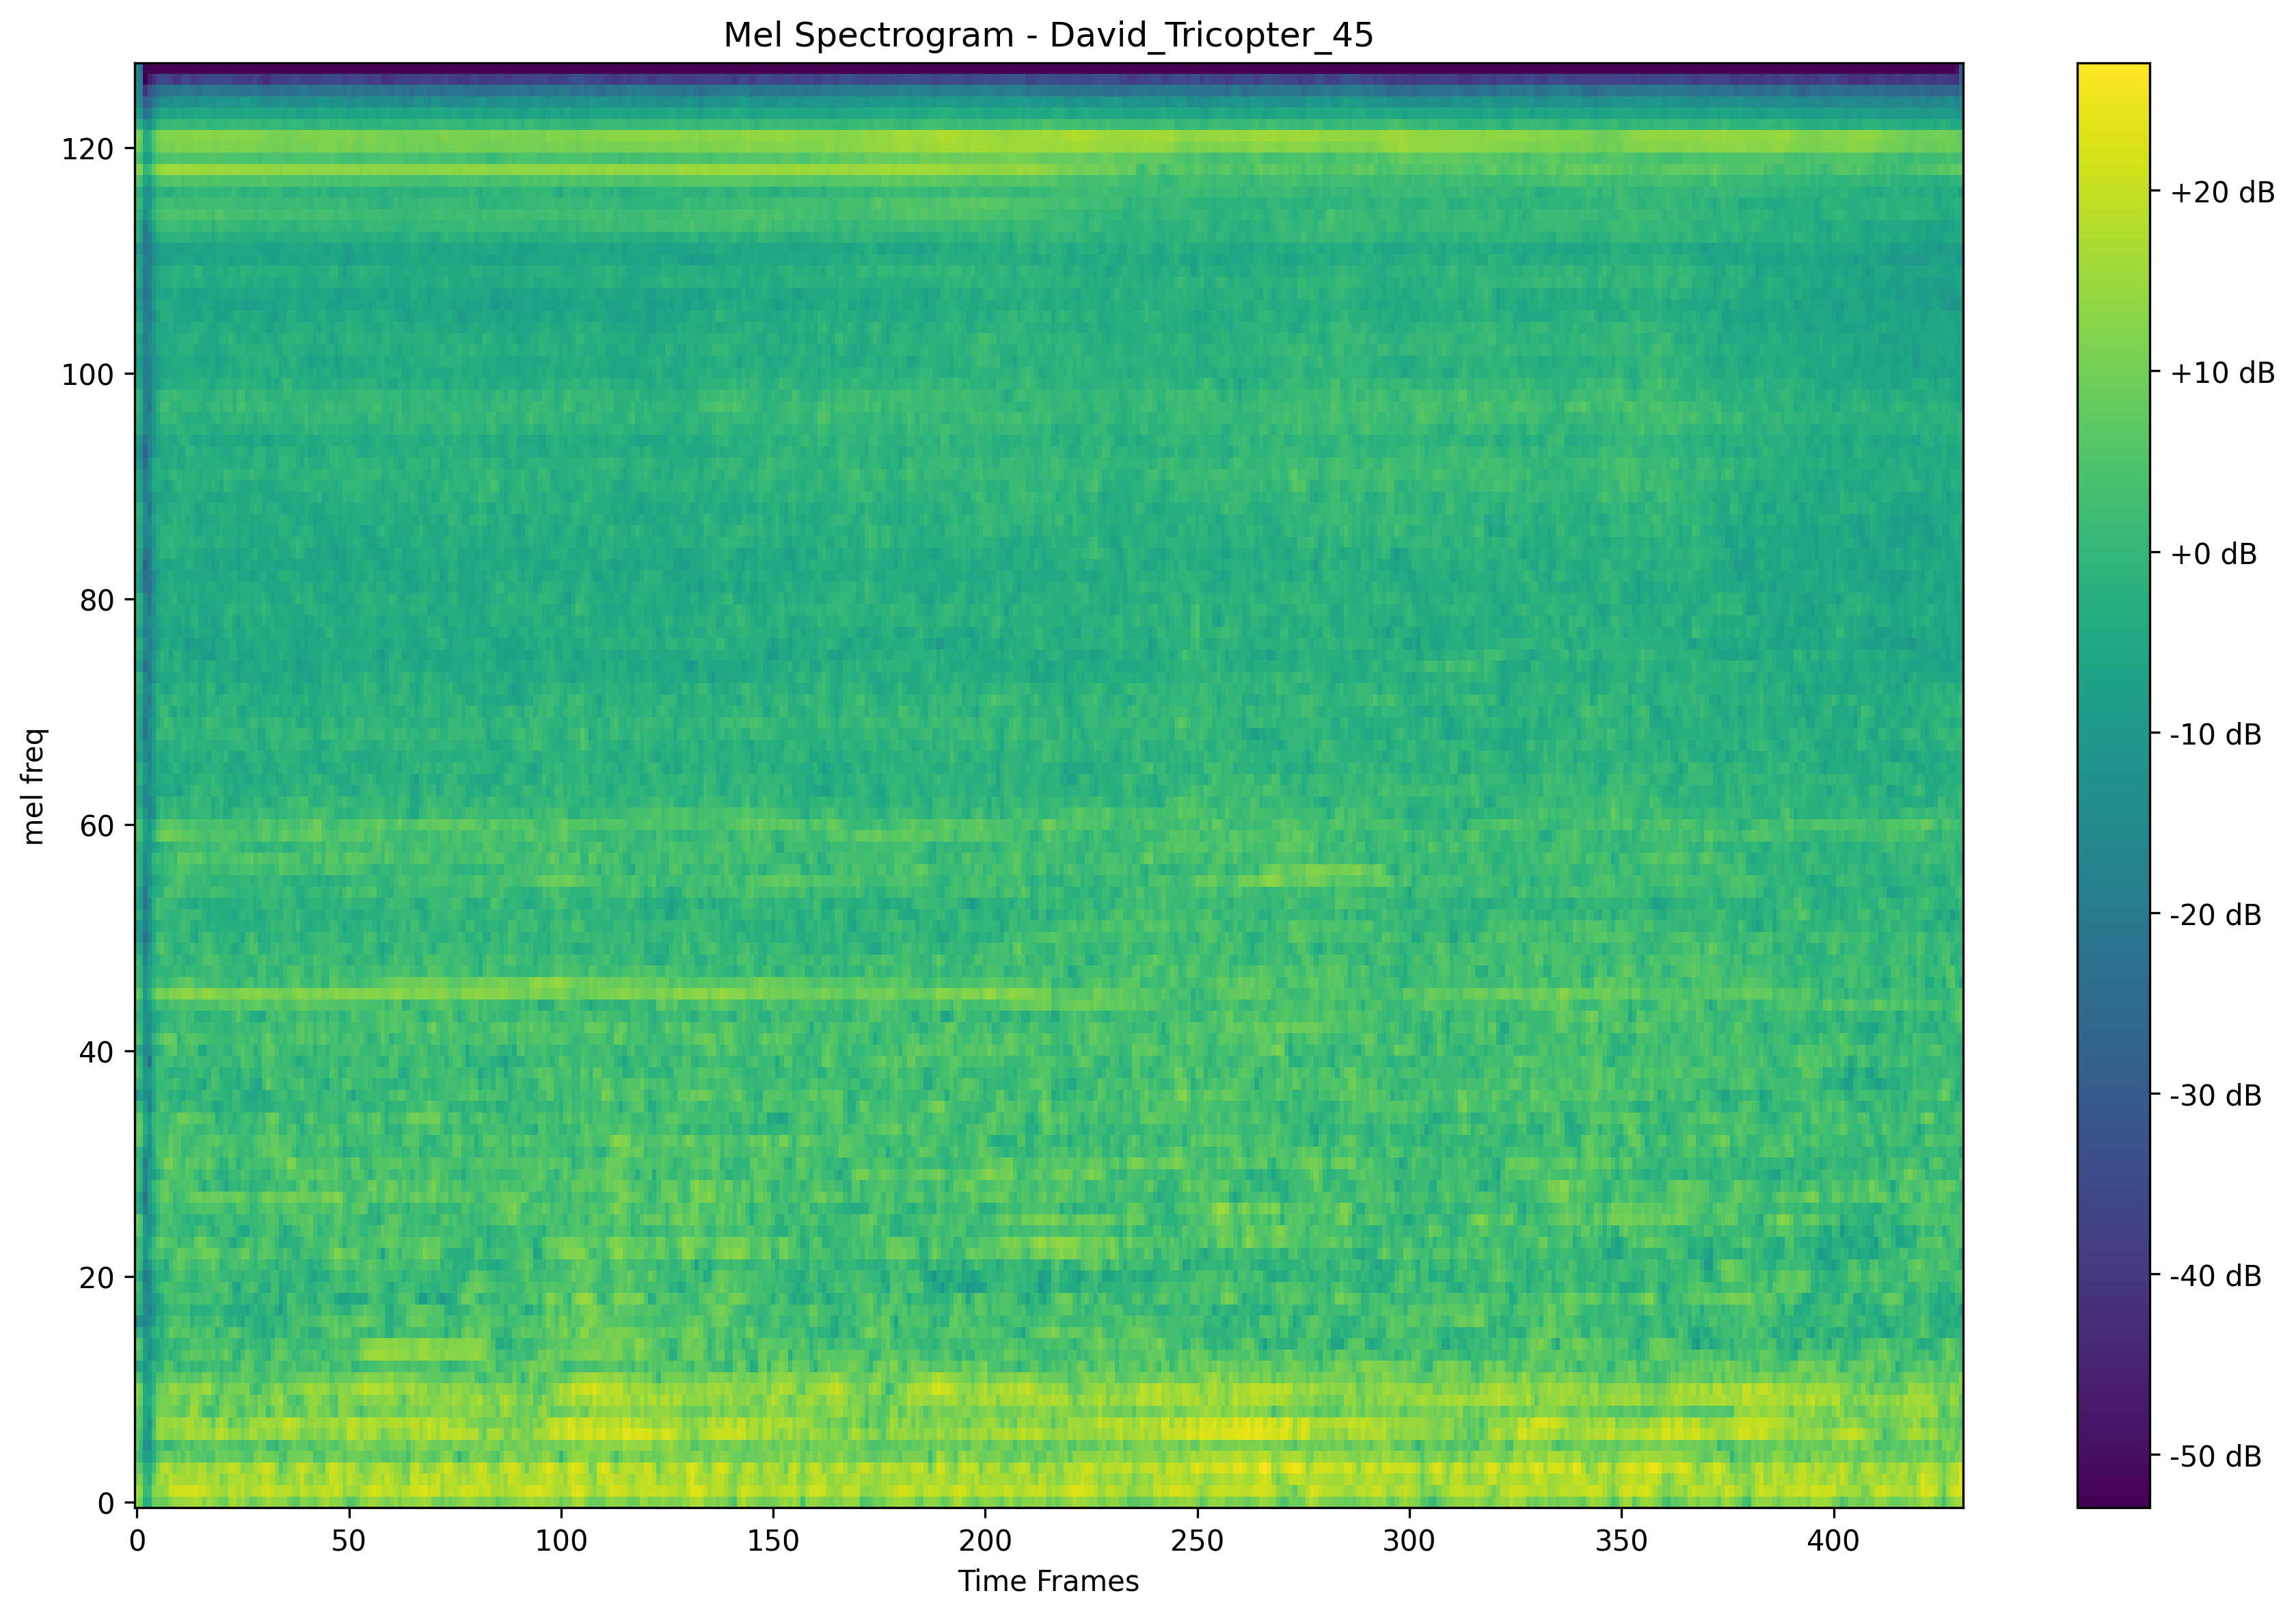 Mel Spectrogram - David_Tricopter_45
mel freq
120
100
80
60
40
20
0
0 50 100 150 200 250 300 350 400
Time Frames
+20 dB
+10 dB
+0 dB
-10 dB
-20 dB
-30 dB
-40 dB
-50 dB